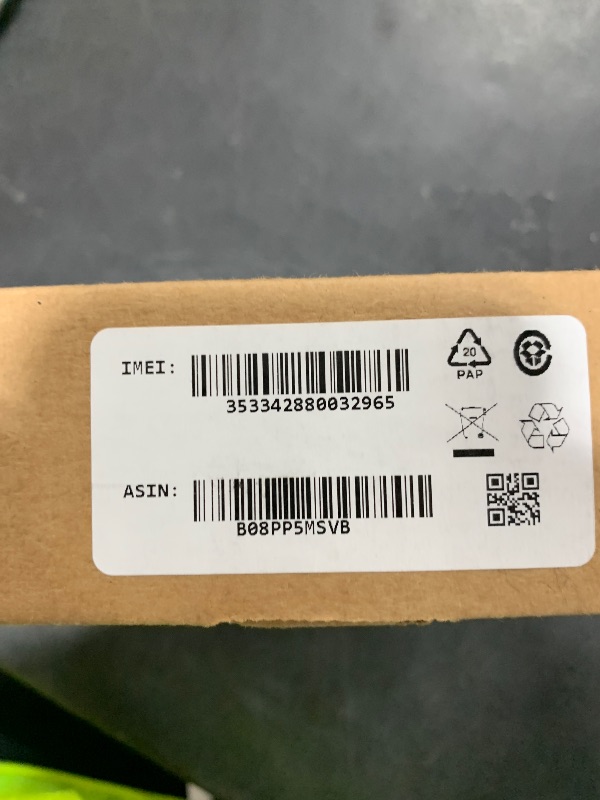 IMEI:
353342880032965
20
PAP
ASIN:
B08PP5MSVB